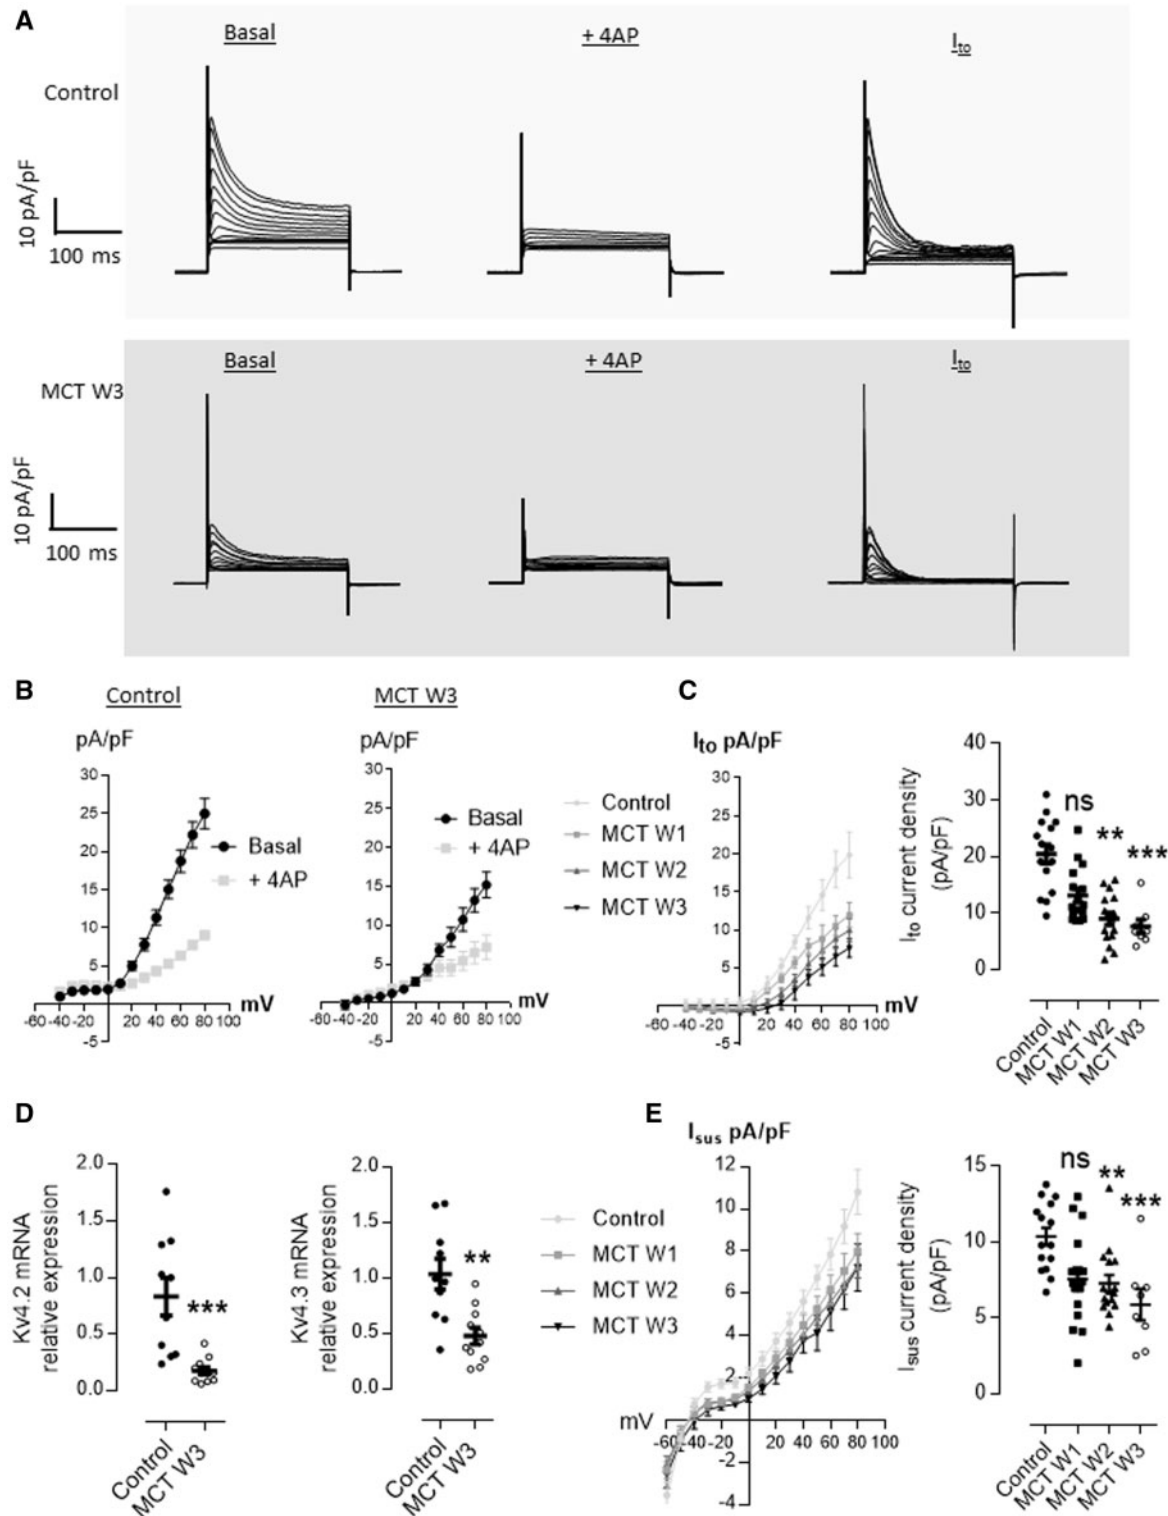 A
Basal
+ 4AP
Ito
Control
10 pA/pF
100 ms
Basal
+ 4AP
Ito
MCT W3
10 pA/pF
100 ms
B
Control
MCT W3
pA/pF
30
25
20
15
10
5
-5
-60 -40 -20
20 40 60 80 100
mV
Basal
+ 4AP
pA/pF
30
25
20
15
10
5
-5
-60 -40 -20
20 40 60 80 100
mV
Basal
+ 4AP
C
Control
MCT W1
MCT W2
MCT W3
Ito pA/pF
30
25
20
15
10
5
-5
-60 -40 -20
20 40 60 80 100
mV
Ito current density
(pA/pF)
40
30
20
10
0
ns
**
***
Control
MCT W1
MCT W2
MCT W3
D
Kv4.2 mRNA
relative expression
2.0
1.5
1.0
0.5
0.0
***
Control
MCT W3
Kv4.3 mRNA
relative expression
2.0
1.5
1.0
0.5
0.0
**
Control
MCT W3
E
Control
MCT W1
MCT W2
MCT W3
Isus pA/pF
12
10
8
6
4
2
-2
-4
mV
-60 -40 -20
20 40 60 80 100
Isus current density
(pA/pF)
15
10
5
0
ns
**
***
Control
MCT W1
MCT W2
MCT W3